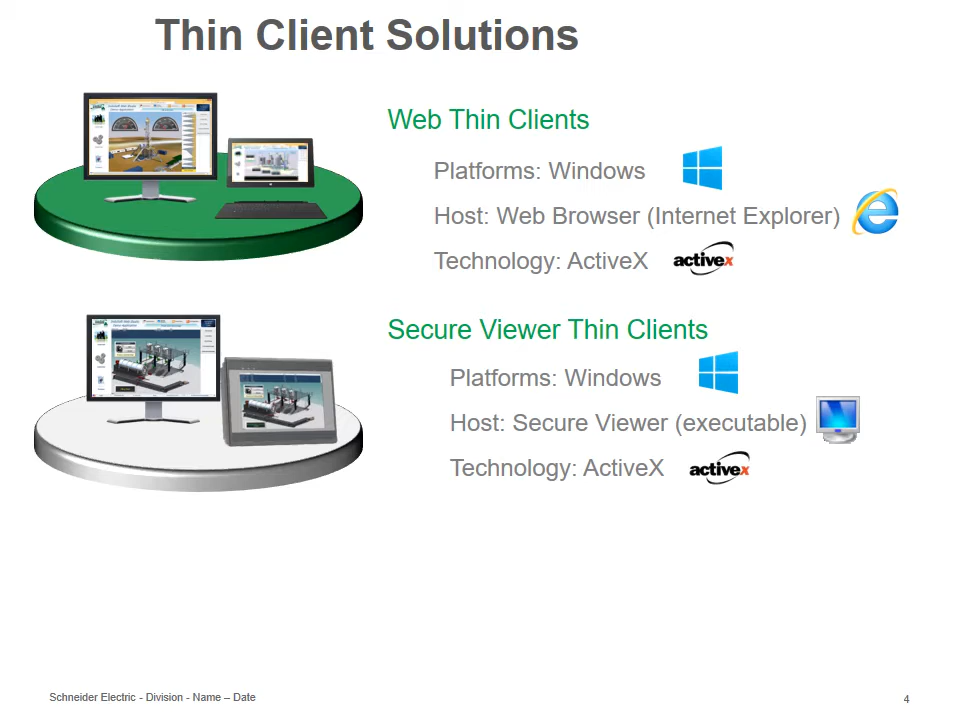 Thin Client Solutions
Web Thin Clients
Platforms: Windows
Host: Web Browser (Internet Explorer)
Technology: ActiveX
activex
Secure Viewer Thin Clients
Platforms: Windows
Host: Secure Viewer (executable)
Technology: ActiveX
activex
Schneider Electric - Division - Name – Date
4